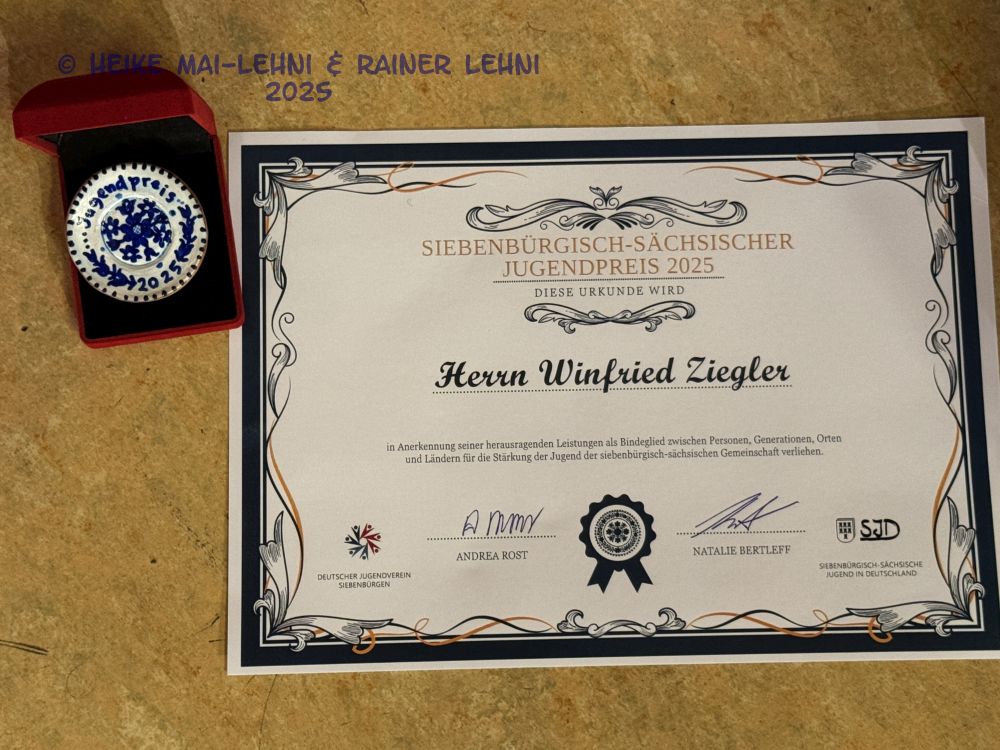 © HEIKE MAI-LEHNI & RAINER LEHNI
2025
Jugendpreis
2025
SIEBENBÜRGISCH-SÄCHSISCHER
JUGENDPREIS 2025
DIESE URKUNDE WIRD
Herrn Winfried Ziegler
in Anerkennung seiner herausragenden Leistungen als Bindeglied zwischen Personen, Generationen, Orten
und Ländern für die Stärkung der Jugend der siebenbürgisch-sächsischen Gemeinschaft verliehen.
ANDREA ROST
NATALIE BERTLEFF
DEUTSCHER JUGENDVEREIN
SIEBENBÜRGEN
SJD
SIEBENBÜRGISCH-SÄCHSISCHE
JUGEND IN DEUTSCHLAND